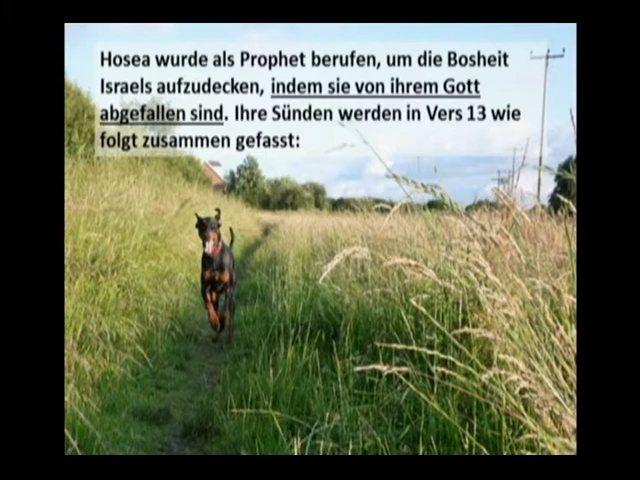 Hosea wurde als Prophet berufen, um die Bosheit
Israels aufzudecken, indem sie von ihrem Gott
abgefallen sind. Ihre Sünden werden in Vers 13 wie
folgt zusammen gefasst: